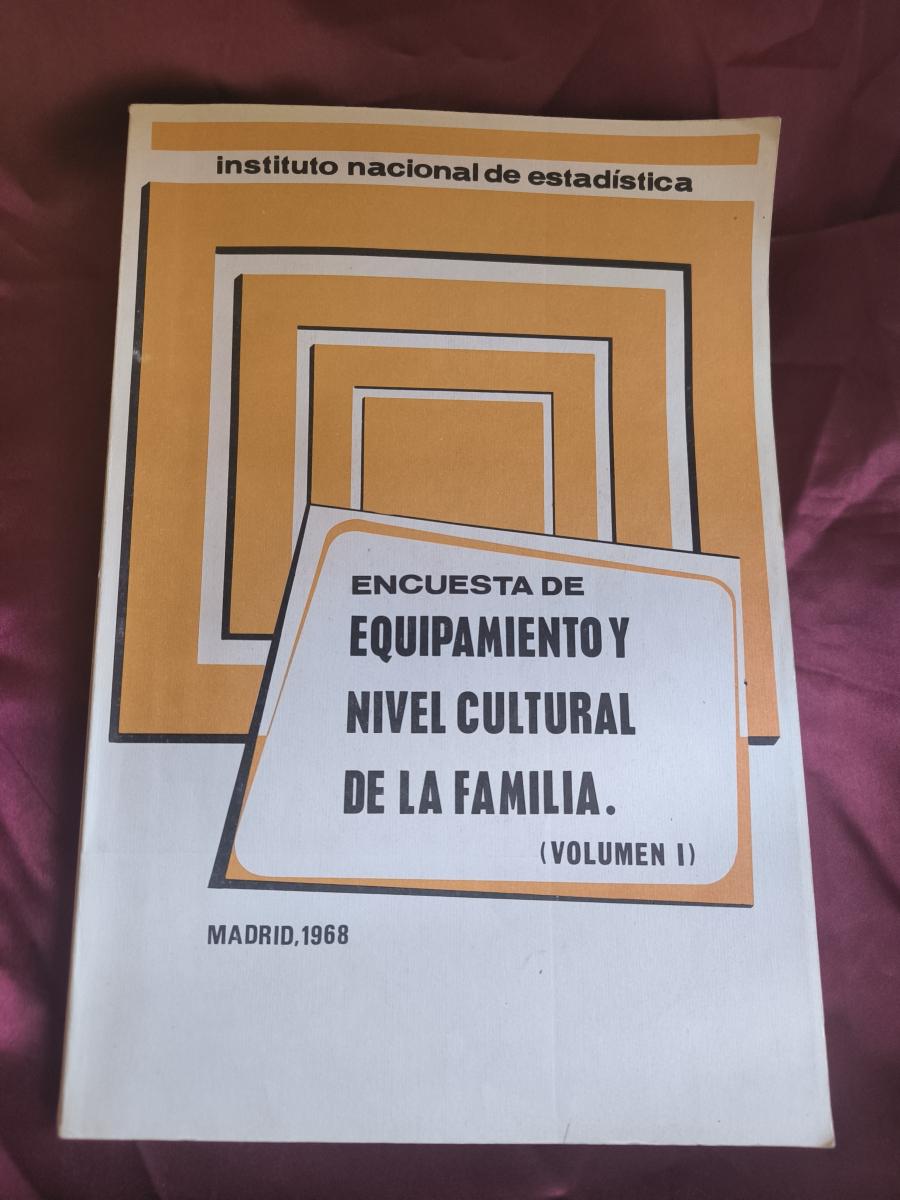 instituto nacional de estadística
ENCUESTA DE
EQUIPAMIENTO Y
NIVEL CULTURAL
DE LA FAMILIA.
(VOLUMEN I)
MADRID, 1968